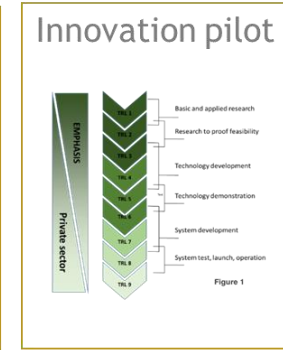 Innovation pilot
EMPHASIS
Private sector
TRL 1
TRL 2
TRL 3
TRL 4
TRL 5
TRL 6
TRL 7
TRL 8
TRL 9
Basic and applied research
Research to proof feasibility
Technology development
Technology demonstration
System development
System test, launch, operation
Figure 1